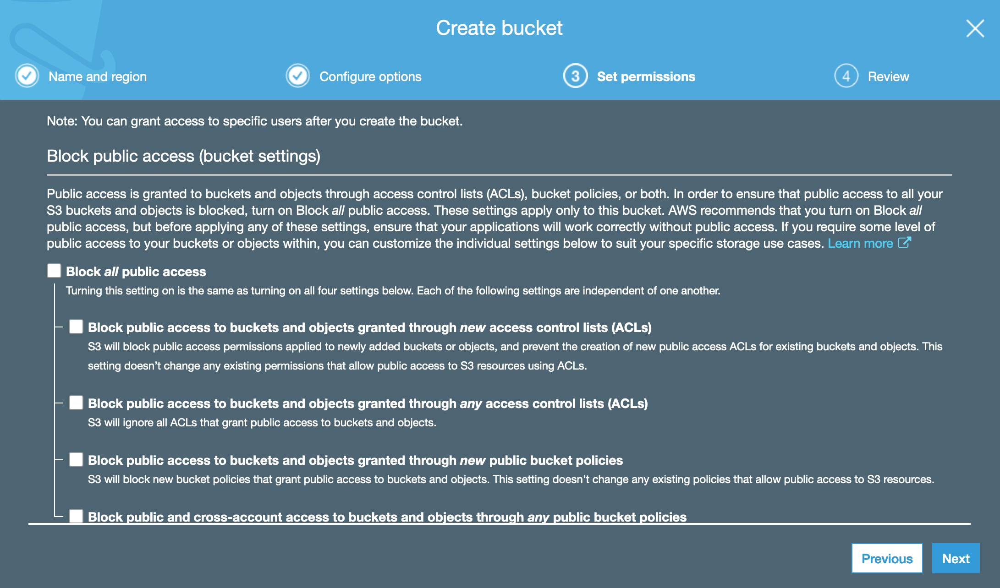 Create bucket
Name and region
Configure options
3 Set permissions
4 Review
Note: You can grant access to specific users after you create the bucket.
Block public access (bucket settings)
Public access is granted to buckets and objects through access control lists (ACLs), bucket policies, or both. In order to ensure that public access to all your
S3 buckets and objects is blocked, turn on Block all public access. These settings apply only to this bucket. AWS recommends that you turn on Block all
public access, but before applying any of these settings, ensure that your applications will work correctly without public access. If you require some level of
public access to your buckets or objects within, you can customize the individual settings below to suit your specific storage use cases. Learn more
Block all public access
Turning this setting on is the same as turning on all four settings below. Each of the following settings are independent of one another.
Block public access to buckets and objects granted through new access control lists (ACLs)
S3 will block public access permissions applied to newly added buckets or objects, and prevent the creation of new public access ACLs for existing buckets and objects. This
setting doesn’t change any existing permissions that allow public access to S3 resources using ACLs.
Block public access to buckets and objects granted through any access control lists (ACLs)
S3 will ignore all ACLs that grant public access to buckets and objects.
Block public access to buckets and objects granted through new public bucket policies
S3 will block new bucket policies that grant public access to buckets and objects. This setting doesn't change any existing policies that allow public access to S3 resources.
Block public and cross-account access to buckets and objects through any public bucket policies
Previous
Next